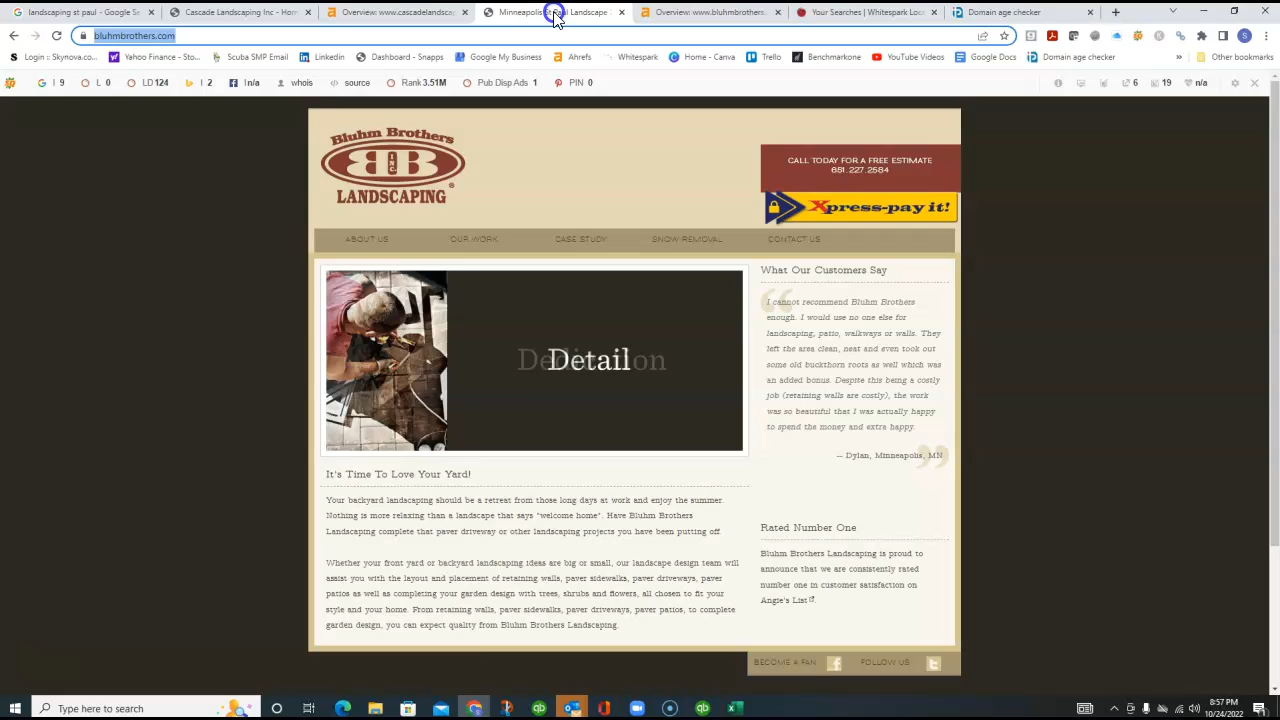 landscaping st paul - Google Se
Cascade Landscaping Inc - Hom
Overview: www.cascadelandsca
Minneapolis
Landscape
Overview: www.bluhmbrothers.
Your Searches | Whitespark Loc
Domain age checker
bluhmbrothers.com
Login :: Skynova.com
Yahoo Finance - Sto...
Scuba SMP Email
Linkedin
Dashboard - Snapps
Google My Business
Ahrefs
Whitespark
Home - Canva
Trello
Benchmarkone
YouTube Videos
Google Docs
Domain age checker
»
Other bookmarks
I 9
L 0
LD 124
I 2
I n/a
whois
source
Rank 3.51M
Pub Disp Ads 1
PIN 0
6
19
n/a
Bluhm Brothers
BB
INC.
LANDSCAPING
CALL TODAY FOR A FREE ESTIMATE
651.227.2584
Xpress-pay it!
ABOUT US
OUR WORK
CASE STUDY
SNOW REMOVAL
CONTACT US
Dedication
Detail
What Our Customers Say
I cannot recommend Bluhm Brothers
enough. I would use no one else for
landscaping, patio, walkways or walls. They
left the area clean, neat and even took out
some old buckthorn roots as well which was
an added bonus. Despite this being a costly
job (retaining walls are costly), the work
was so beautiful that I was actually happy
to spend the money and extra happy.
-- Dylan, Minneapolis, MN
It's Time To Love Your Yard!
Your backyard landscaping should be a retreat from those long days at work and enjoy the summer.
Nothing is more relaxing than a landscape that says "welcome home". Have Bluhm Brothers
Landscaping complete that paver driveway or other landscaping projects you have been putting off.
Whether your front yard or backyard landscaping ideas are big or small, our landscape design team will
assist you with the layout and placement of retaining walls, paver sidewalks, paver driveways, paver
patios as well as completing your garden design with trees, shrubs and flowers, all chosen to fit your
style and your home. From retaining walls, paver sidewalks, paver driveways, paver patios, to complete
garden design, you can expect quality from Bluhm Brothers Landscaping.
Rated Number One
Bluhm Brothers Landscaping is proud to
announce that we are consistently rated
number one in customer satisfaction on
Angie's List.
BECOME A FAN
FOLLOW US
Type here to search
8:57 PM
10/24/2022